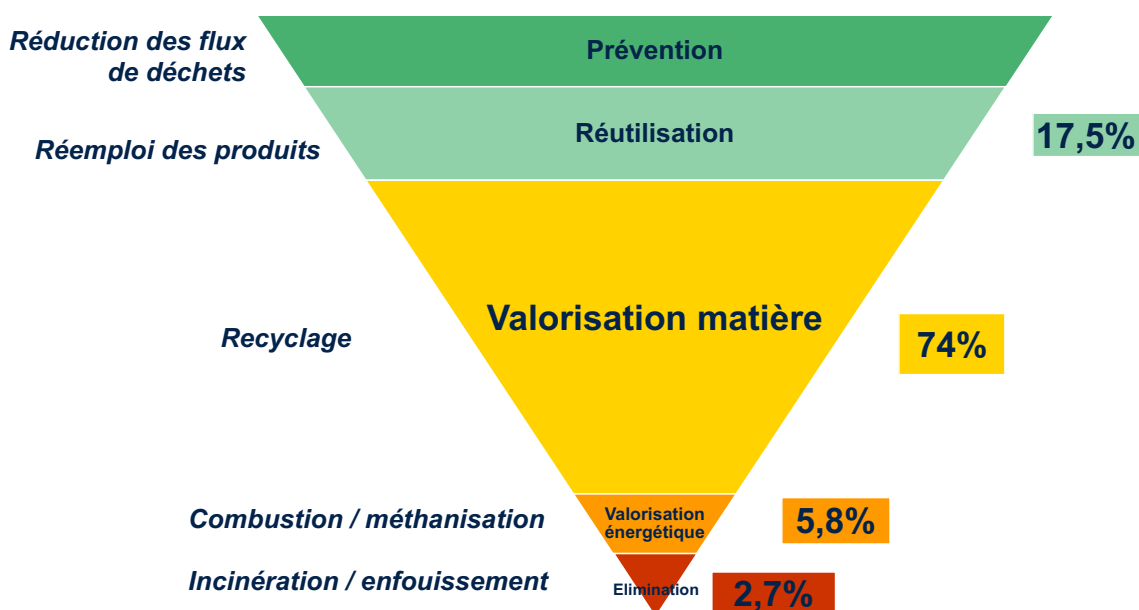 Réduction des flux
de déchets
Prévention
Réemploi des produits
Réutilisation
17,5%
Recyclage
Valorisation matière
74%
Combustion / méthanisation
Valorisation
énergétique
5,8%
Incinération / enfouissement
Elimination
2,7%